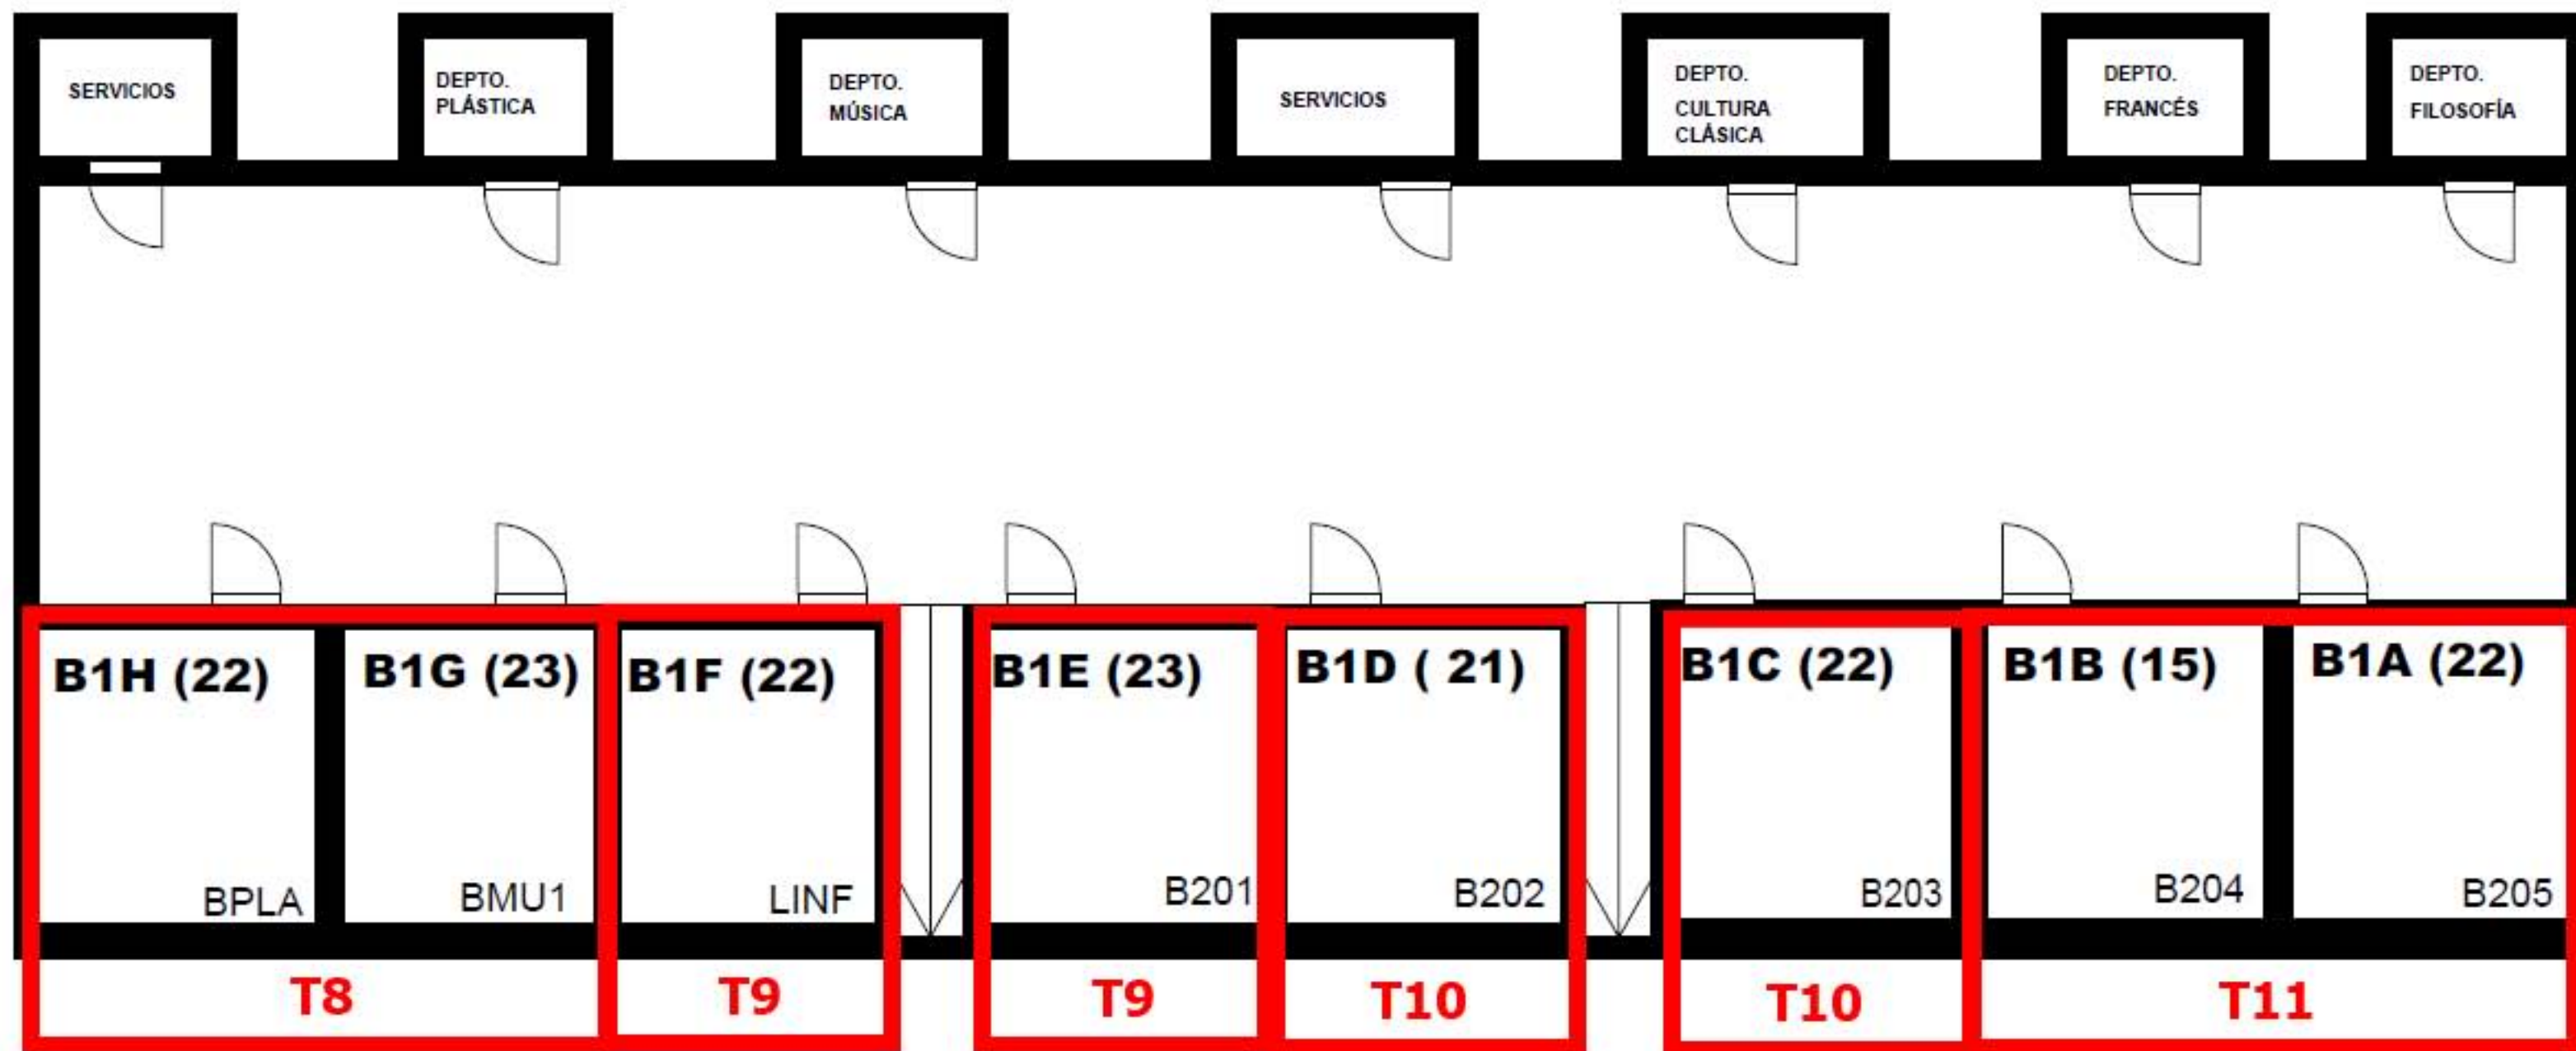 SERVICIOS
DEPTO.
PLÁSTICA
DEPTO.
MÚSICA
SERVICIOS
DEPTO.
CULTURA
CLÁSICA
DEPTO.
FRANCÉS
DEPTO.
FILOSOFÍA
B1H (22)
BPLA
B1G (23)
BMU1
B1F (22)
LINF
B1E (23)
B201
B1D ( 21)
B202
B1C (22)
B203
B1B (15)
B204
B1A (22)
B205
T8
T9
T9
T10
T10
T11